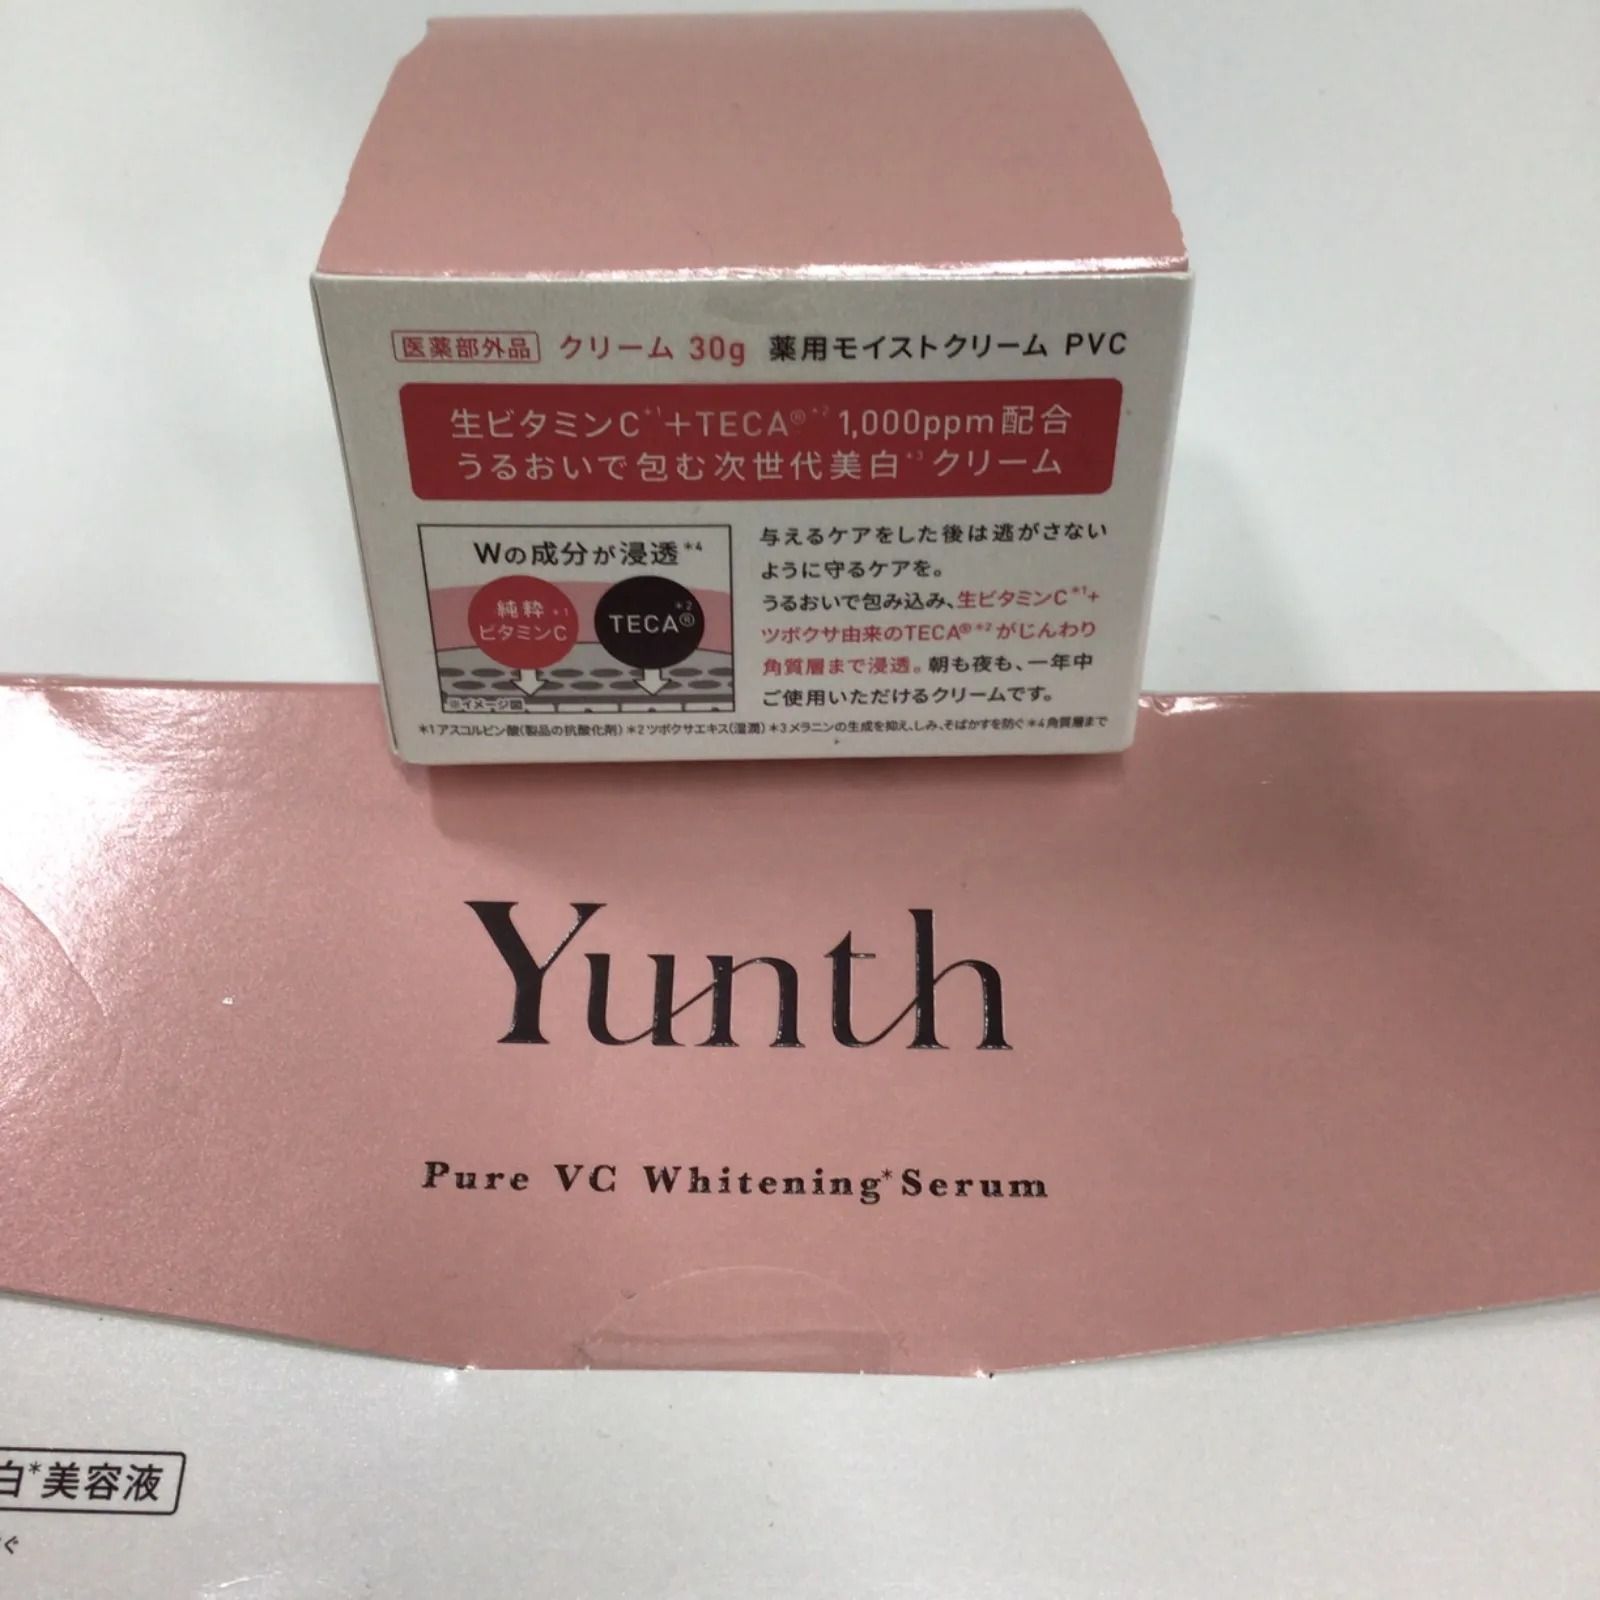 医薬部外品 クリーム 30g 薬用モイストクリーム PVC
生ビタミンC*1+TECA®*2 1,000ppm配合
うるおいで包む次世代美白*3クリーム
Wの成分が浸透*4
純粋*1
ビタミンC
TECA®*2
※イメージ図
与えるケアをした後は逃がさない
ように守るケアを。
うるおいで包み込み、生ビタミンC*1+
ツボクサ由来のTECA®*2がじんわり
角質層まで浸透。朝も夜も、一年中
ご使用いただけるクリームです。
*1アスコルビン酸(製品の抗酸化剤)*2ツボクサエキス(湿潤)*3メラニンの生成を抑え、しみ、そばかすを防ぐ*4角質層まで
Yunth
Pure VC Whitening*Serum
白*美容液
ぐ